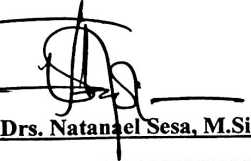 Drs. Natanael Sesa, M.Si